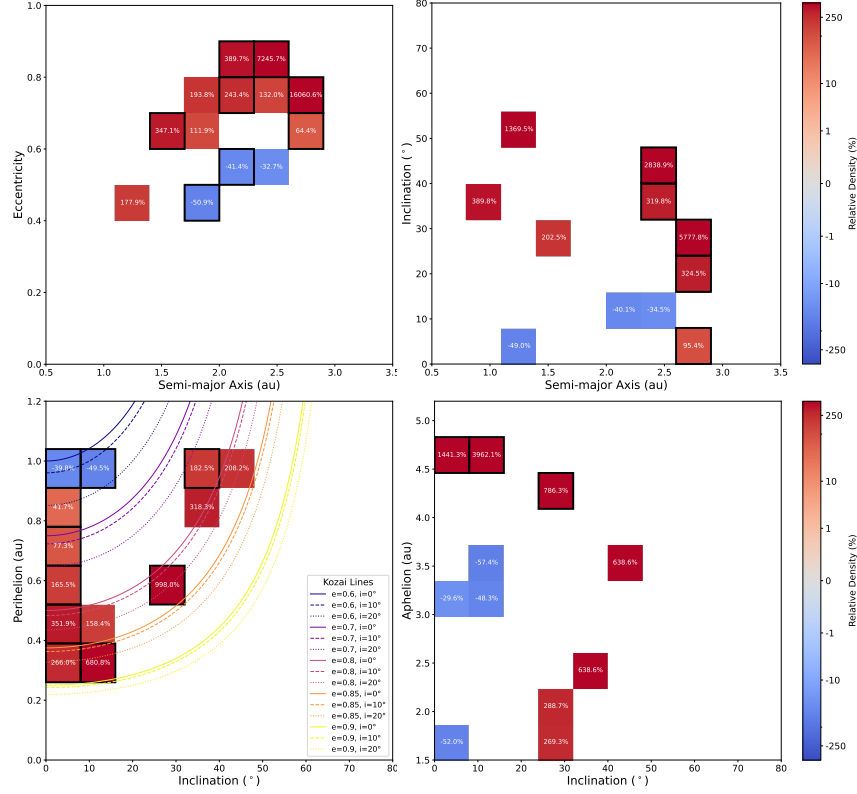 1.0
0.8
0.6
0.4
0.2
0.0
Eccentricity
389.7% 7245.7%
193.8% 243.4% 132.0% 16060.6%
347.1% 111.9% 64.4%
-41.4% -32.7%
177.9% -50.9%
0.5 1.0 1.5 2.0 2.5 3.0 3.5
Semi-major Axis (au)
80
70
60
50
40
30
20
10
0
Inclination (°)
1369.5%
2838.9%
389.8% 319.8%
202.5% 5777.8%
324.5%
-40.1% -34.5%
-49.0% 95.4%
0.5 1.0 1.5 2.0 2.5 3.0 3.5
Semi-major Axis (au)
250
10
1
0
-1
-10
-250
Relative Density (%)
1.2
1.0
0.8
0.6
0.4
0.2
0.0
Perihelion (au)
-39.8% -49.5% 182.5% 208.2%
41.7% 318.3%
77.3%
165.5% 998.0%
351.9% 158.4%
266.0% 680.8%
Kozai Lines
e=0.6, i=0°
e=0.6, i=10°
e=0.6, i=20°
e=0.7, i=0°
e=0.7, i=10°
e=0.7, i=20°
e=0.8, i=0°
e=0.8, i=10°
e=0.8, i=20°
e=0.85, i=0°
e=0.85, i=10°
e=0.85, i=20°
e=0.9, i=0°
e=0.9, i=10°
e=0.9, i=20°
0 10 20 30 40 50 60 70 80
Inclination (°)
5.0
4.5
4.0
3.5
3.0
2.5
2.0
1.5
Aphelion (au)
1441.3% 3962.1%
786.3%
-57.4% 638.6%
-29.6% -48.3%
638.6%
288.7%
-52.0% 269.3%
0 10 20 30 40 50 60 70 80
Inclination (°)
250
10
1
0
-1
-10
-250
Relative Density (%)